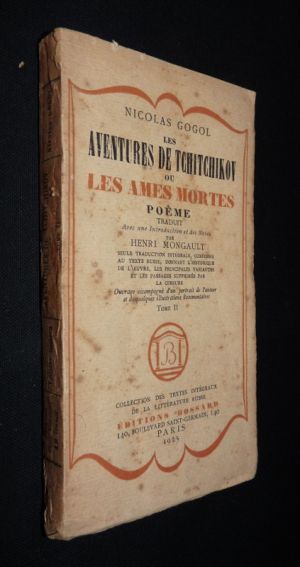 NICOLAS GOGOL
LES
AVENTURES DE TCHITCHIKOV
OU
LES AMES MORTES
POÈME
TRADUIT
Avec une Introduction et des Notes
PAR
HENRI MONGAULT
SEULE TRADUCTION INTÉGRALE, CONFORME
AU TEXTE RUSSE, DONNANT L'HISTORIQUE
DE L'ŒUVRE, LES PRINCIPALES VARIANTES
ET LES PASSAGES SUPPRIMÉS PAR
LA CENSURE
Ouvrage accompagné d'un portrait de l'auteur
et de quelques illustrations documentaires
TOME II
B
COLLECTION DES TEXTES INTÉGRAUX
DE LA LITTÉRATURE RUSSE
ÉDITIONS BOSSARD
140, BOULEVARD SAINT-GERMAIN, 140
PARIS
1925